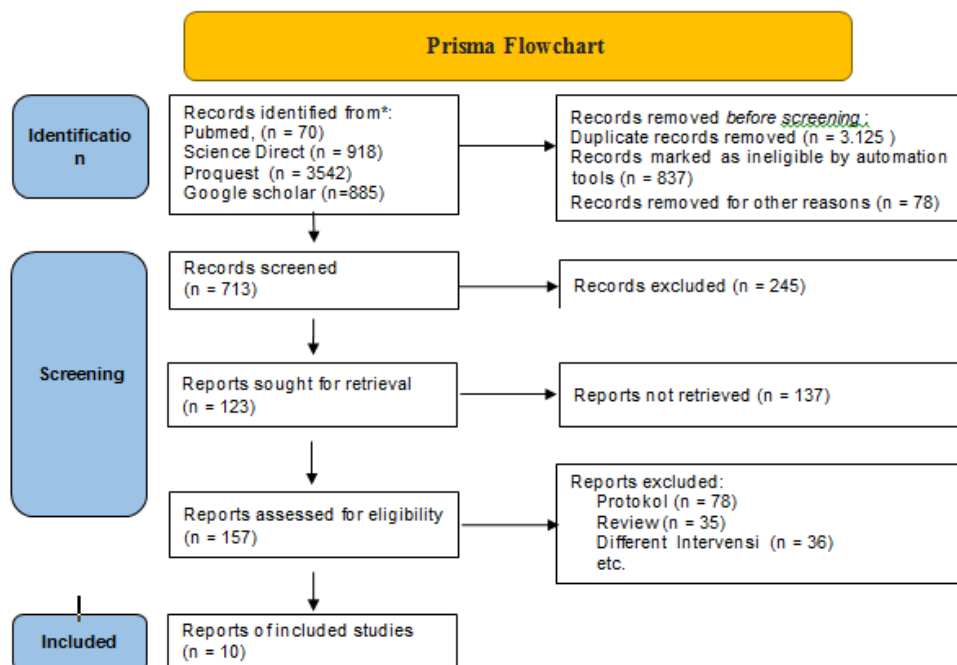 Prisma Flowchart
Identificatio
n
Records identified from*:
Pubmed, (n = 70)
Science Direct (n = 918)
Proquest (n = 3542)
Google scholar (n=885)
Records removed before screening:
Duplicate records removed (n = 3.125 )
Records marked as ineligible by automation
tools (n = 837)
Records removed for other reasons (n = 78)
Screening
Records screened
(n = 713)
Records excluded (n = 245)
Reports sought for retrieval
(n = 123)
Reports not retrieved (n = 137)
Reports assessed for eligibility
(n = 157)
Reports excluded:
Protokol (n = 78)
Review (n = 35)
Different Intervensi (n = 36)
etc.
Included
Reports of included studies
(n = 10)